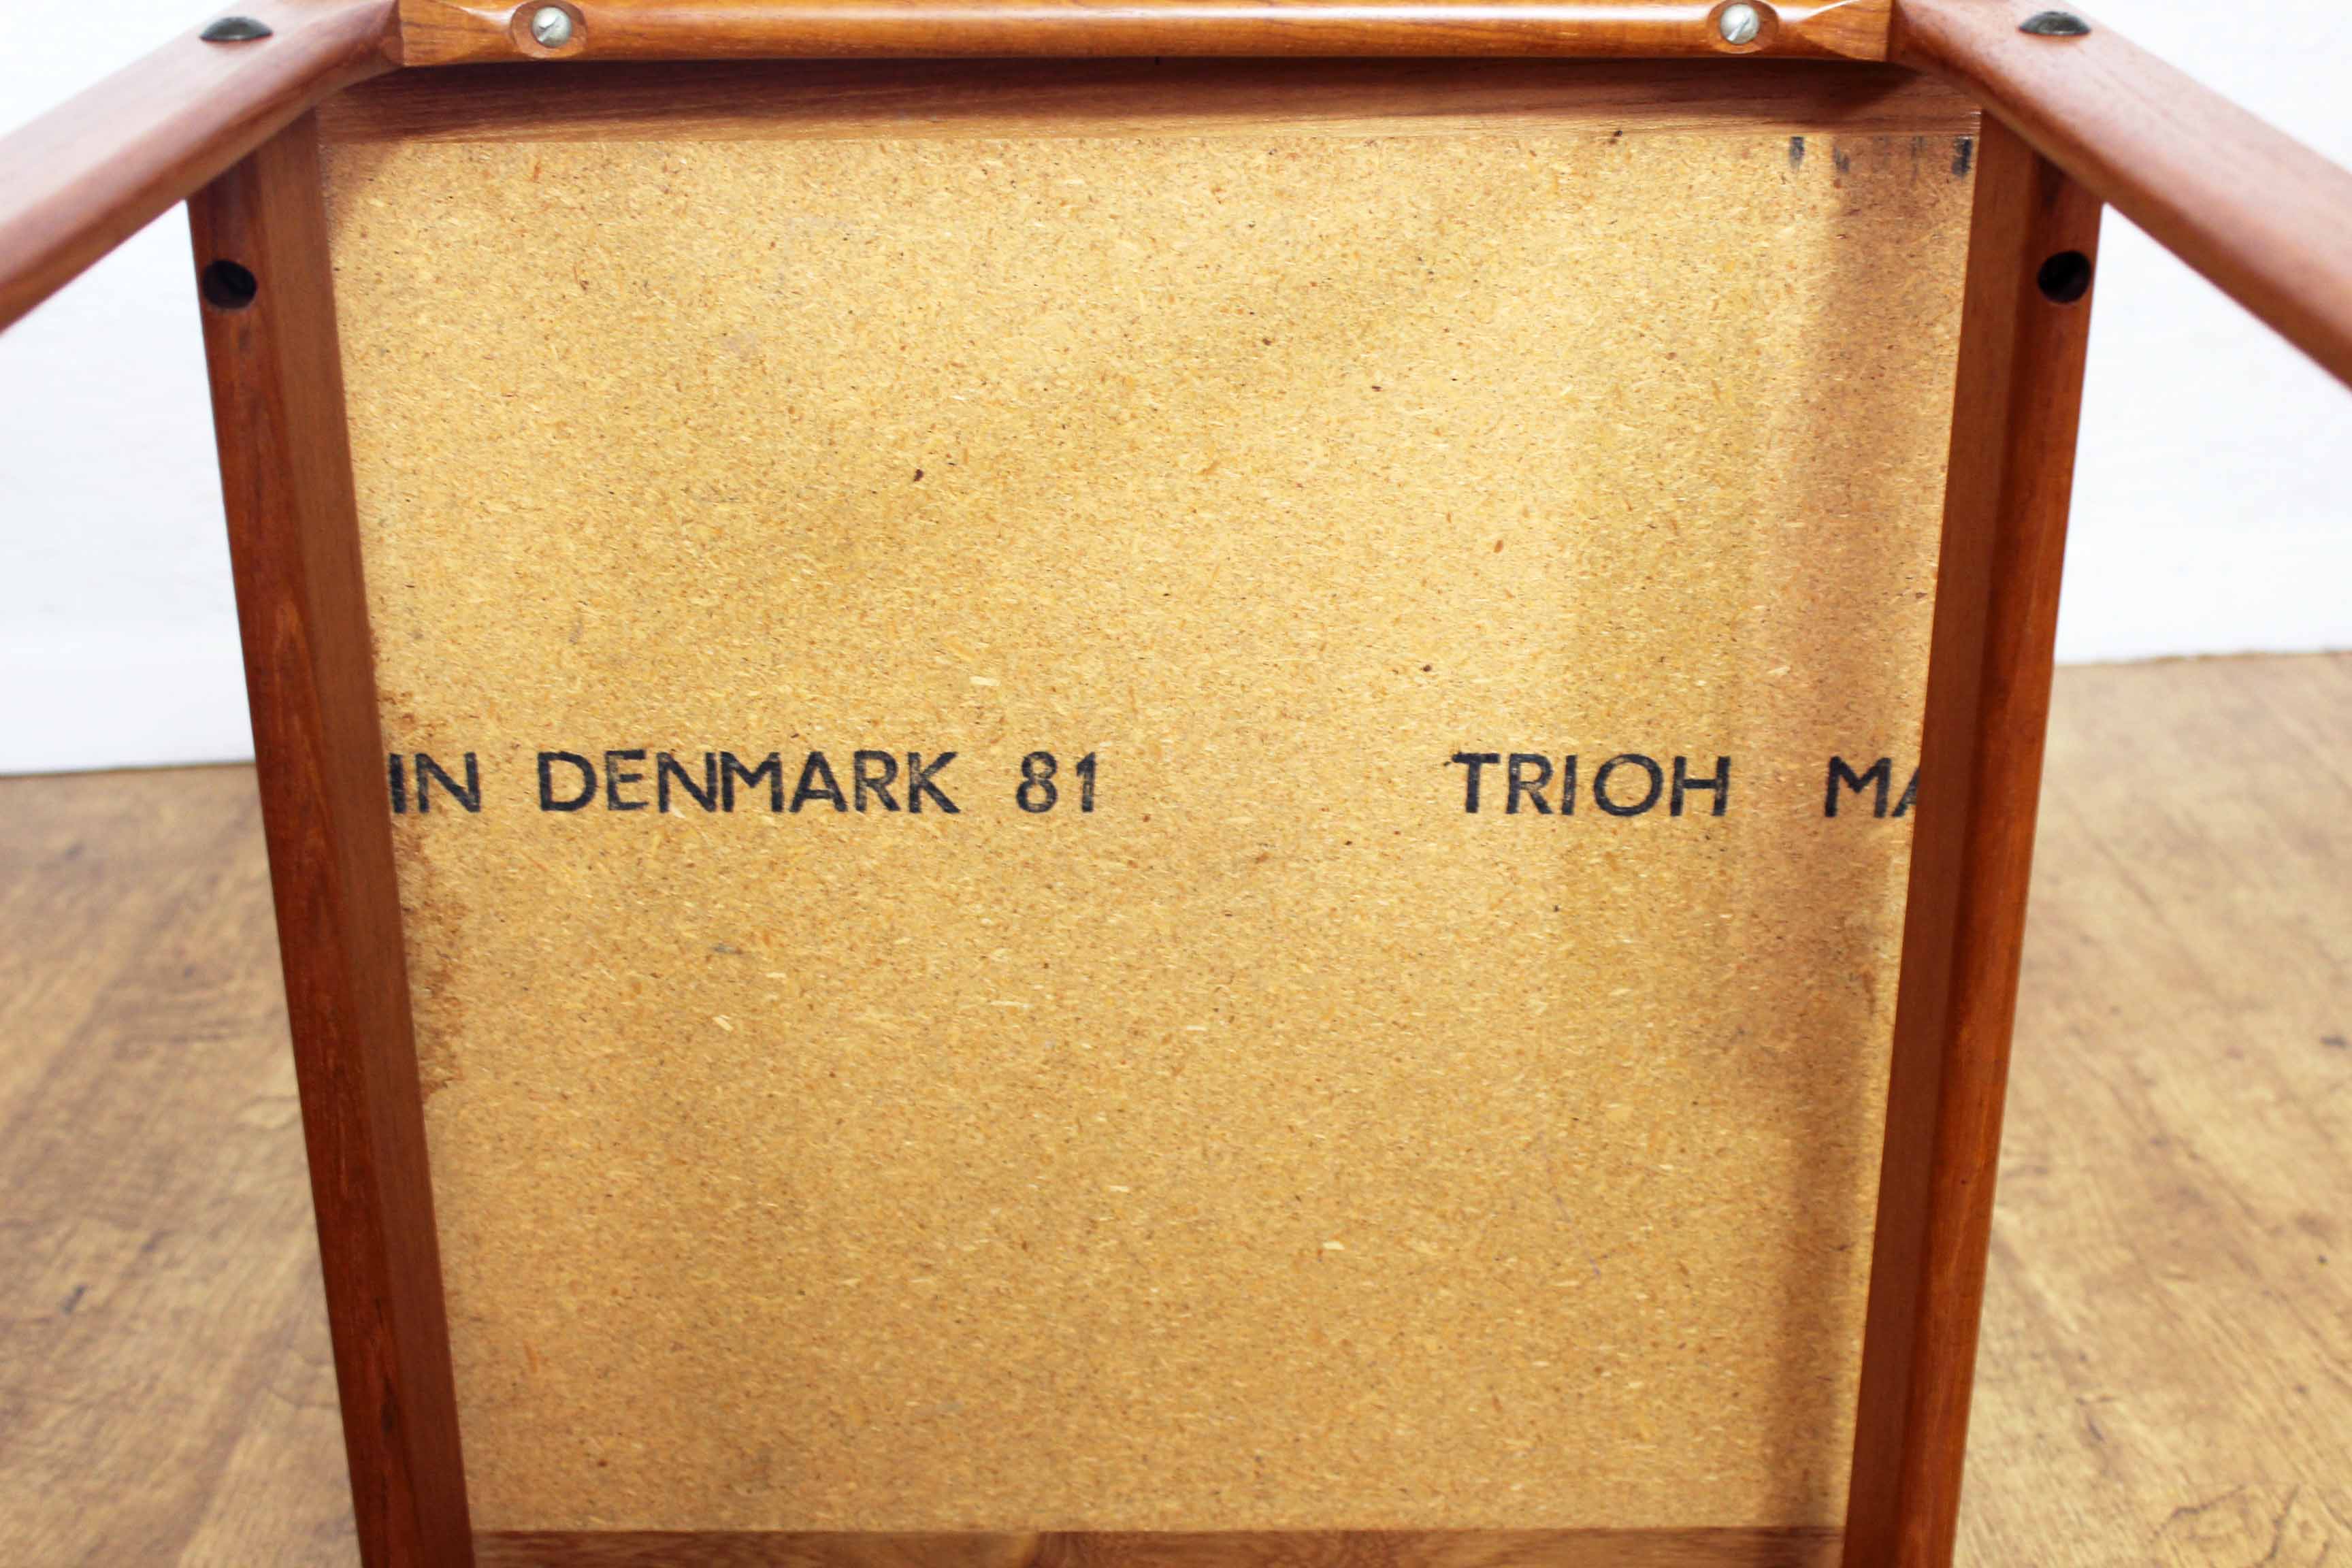 IN DENMARK 81 TRIOH MA